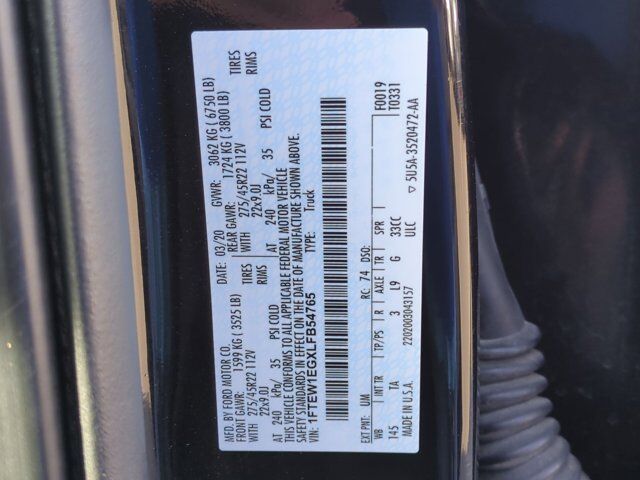 MFD. BY FORD MOTOR CO.
03/20
GVWR: 3062 KG ( 6750 LB)
FRONT GAWR:
1599 KG ( 3525 LB)
275/45R22 112V TIRES
22x9.0J RIMS
AT 240 kPa/ 35 PSI COLD
REAR GAWR:
1724 KG ( 3800 LB)
WITH 275/45R22 112V TIRES
22x9.0J RIMS
AT 240 kPa/ 35 PSI COLD
THIS VEHICLE CONFORMS TO ALL APPLICABLE FEDERAL MOTOR VEHICLE
SAFETY STANDARDS IN EFFECT ON THE DATE OF MANUFACTURE SHOWN ABOVE.
VIN: 1FTEW1EGXLFB54765
TYPE: Truck
F0019
T0331
EXT PNT: UM RC: 74 DSO:
WB INT TR TP/PS R AXLE TR SPR
145 TA 3 L9 G 33CC
MADE IN U.S.A. 2202003043157 ULC
5U5A-3520472-AA